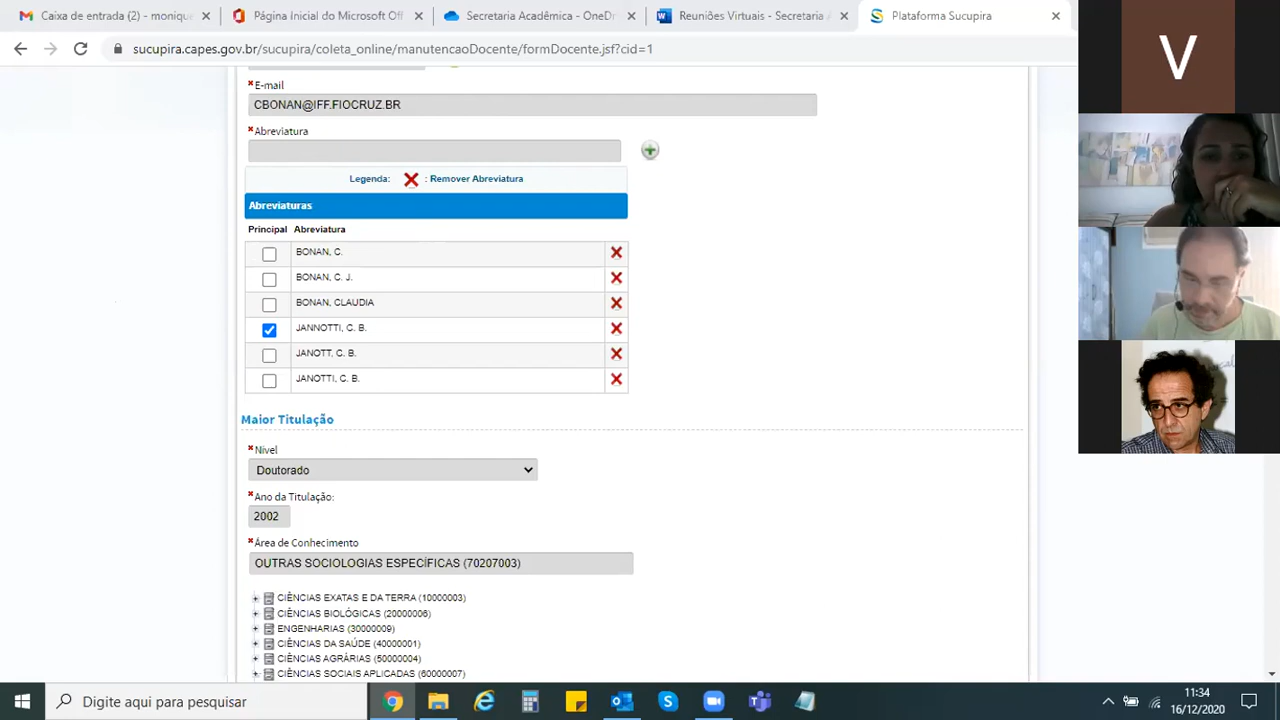 Caixa de entrada (2) - monique
Página Inicial do Microsoft Of
Secretaria Acadêmica - OneDr
Reuniões Virtuais - Secretaria A
Plataforma Sucupira
sucupira.capes.gov.br/sucupira/coleta_online/manutencaoDocente/formDocente.jsf?cid=1
E-mail
CBONAN@IFF.FIOCRUZ.BR
Abreviatura
Legenda: : Remover Abreviatura
Abreviaturas
Principal Abreviatura
BONAN, C.
BONAN, C. J.
BONAN, CLAUDIA
JANNOTTI, C. B.
JANOTT, C. B.
JANOTTI, C. B.
Maior Titulação
Nível
Doutorado
Ano da Titulação:
2002
Área de Conhecimento
OUTRAS SOCIOLOGIAS ESPECÍFICAS (70207003)
CIÊNCIAS EXATAS E DA TERRA (10000003)
CIÊNCIAS BIOLÓGICAS (20000006)
ENGENHARIAS (30000009)
CIÊNCIAS DA SAÚDE (40000001)
CIÊNCIAS AGRÁRIAS (50000004)
CIÊNCIAS SOCIAIS APLICADAS (60000007)
V
Digite aqui para pesquisar
11:34
16/12/2020